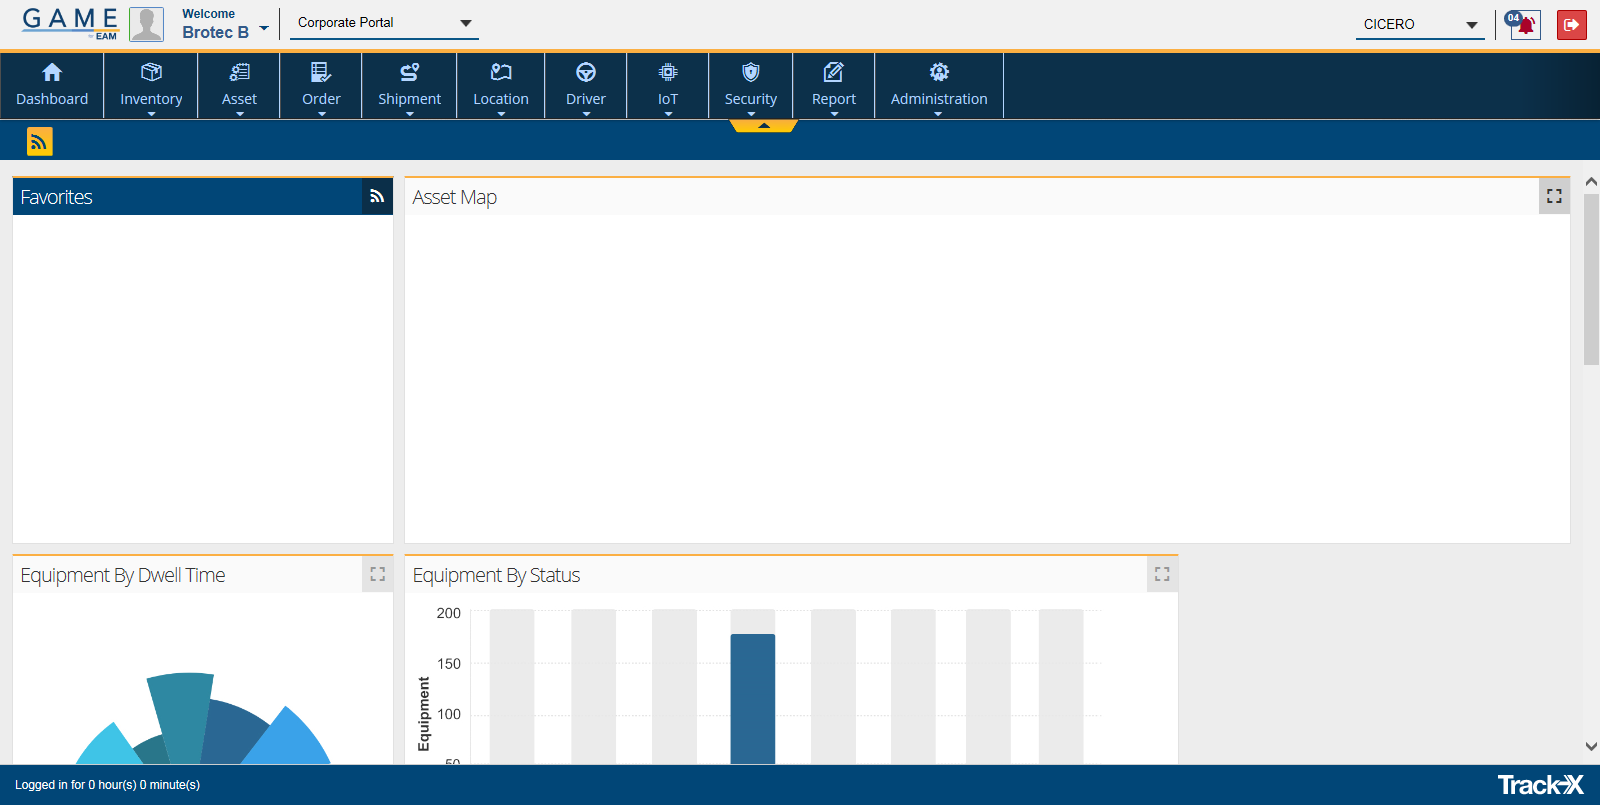 GAME
EAM
Welcome
Brotec B
Corporate Portal
CICERO
04
Dashboard
Inventory
Asset
Order
Shipment
Location
Driver
IoT
Security
Report
Administration
Favorites
Asset Map
Equipment By Dwell Time
Equipment By Status
200
150
100
50
Equipment
Logged in for 0 hour(s) 0 minute(s)
Track-X